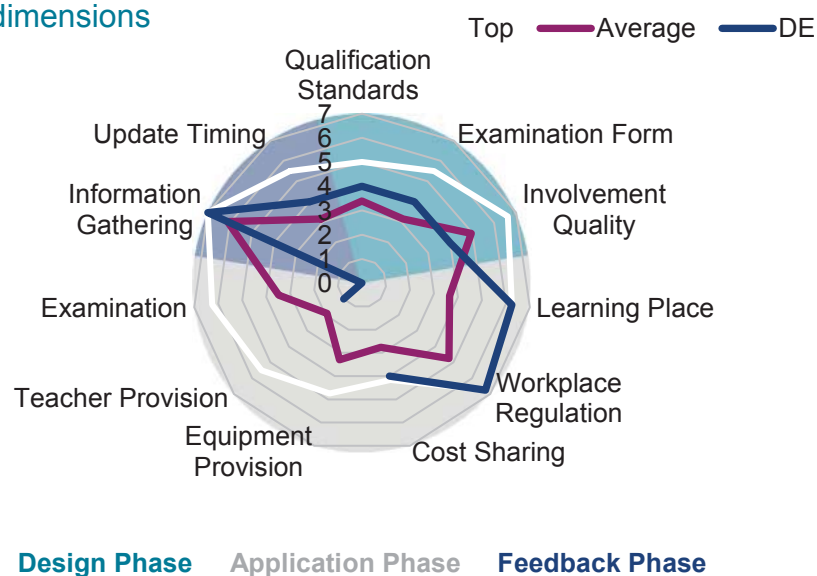 dimensions
Top Average DE
Qualification
Standards
Update Timing
Examination Form
Information
Gathering
Involvement
Quality
7
6
5
4
3
2
1
0
Examination
Learning Place
Teacher Provision
Workplace
Regulation
Equipment
Provision
Cost Sharing
Design Phase Application Phase Feedback Phase